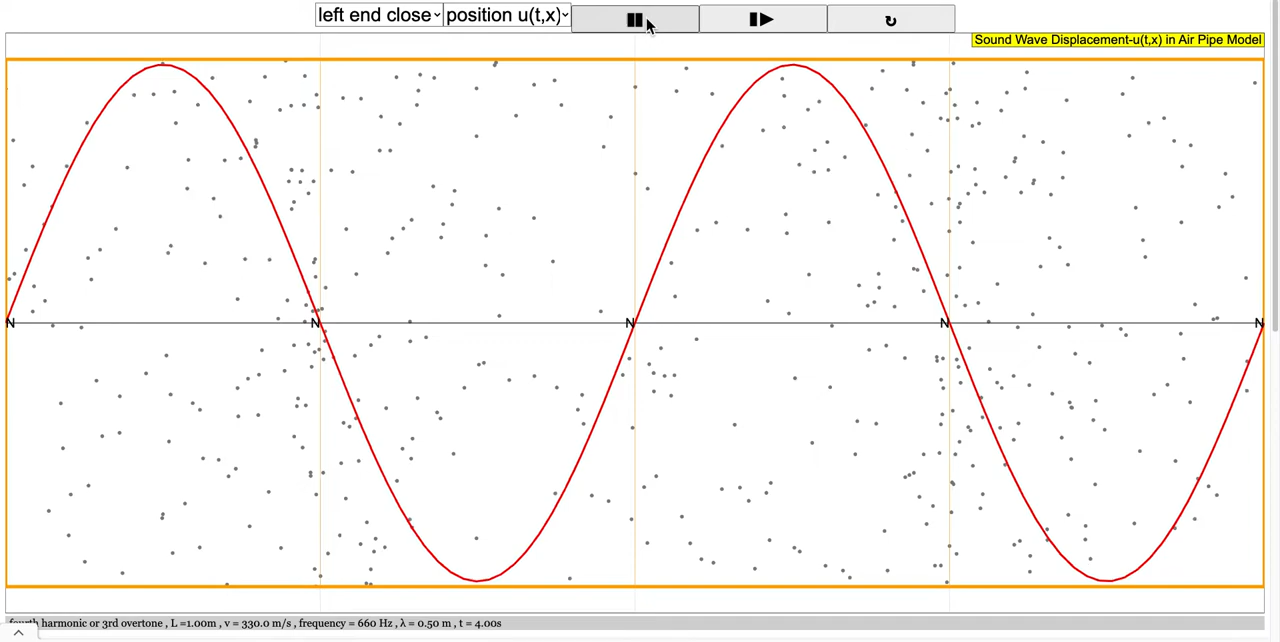 left end close position u(t,x)
Sound Wave Displacement-u(t,x) in Air Pipe Model
N N N N N
fourth harmonic or 3rd overtone , L =1.00m , v = 330.0 m/s , frequency = 660 Hz , λ = 0.50 m , t = 4.00s